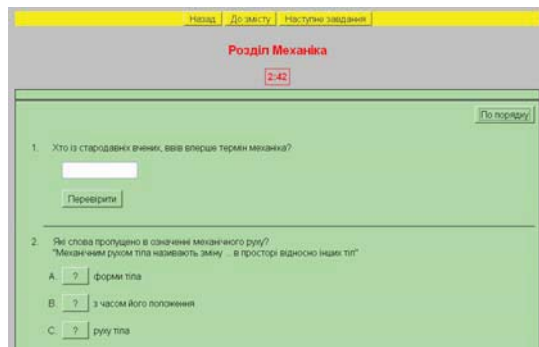 Назад До змісту Наступне завдання
Розділ Механіка
2:42
По порядку
1. Хто із стародавніх вчених, ввів вперше термін механіка?
Перевірити
2. Які слова пропущено в означенні механічного руху?
"Механічним рухом тіла називають зміну ... в просторі відносно інших тіл"
A. ? форми тіла
B. ? з часом його положення
C. ? руху тіла